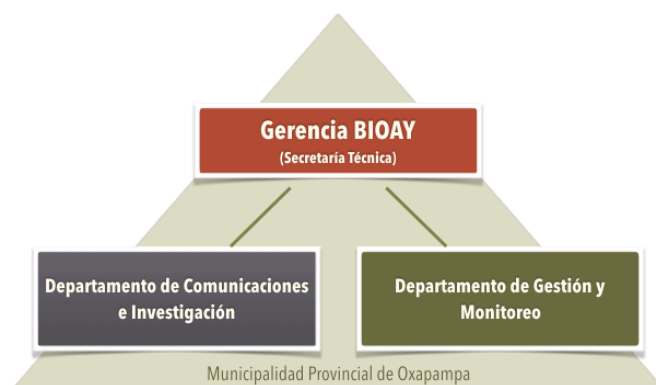 Gerencia BIOAY
(Secretaría Técnica)
Departamento de Comunicaciones
e Investigación
Departamento de Gestión y
Monitoreo
Municipalidad Provincial de Oxapampa